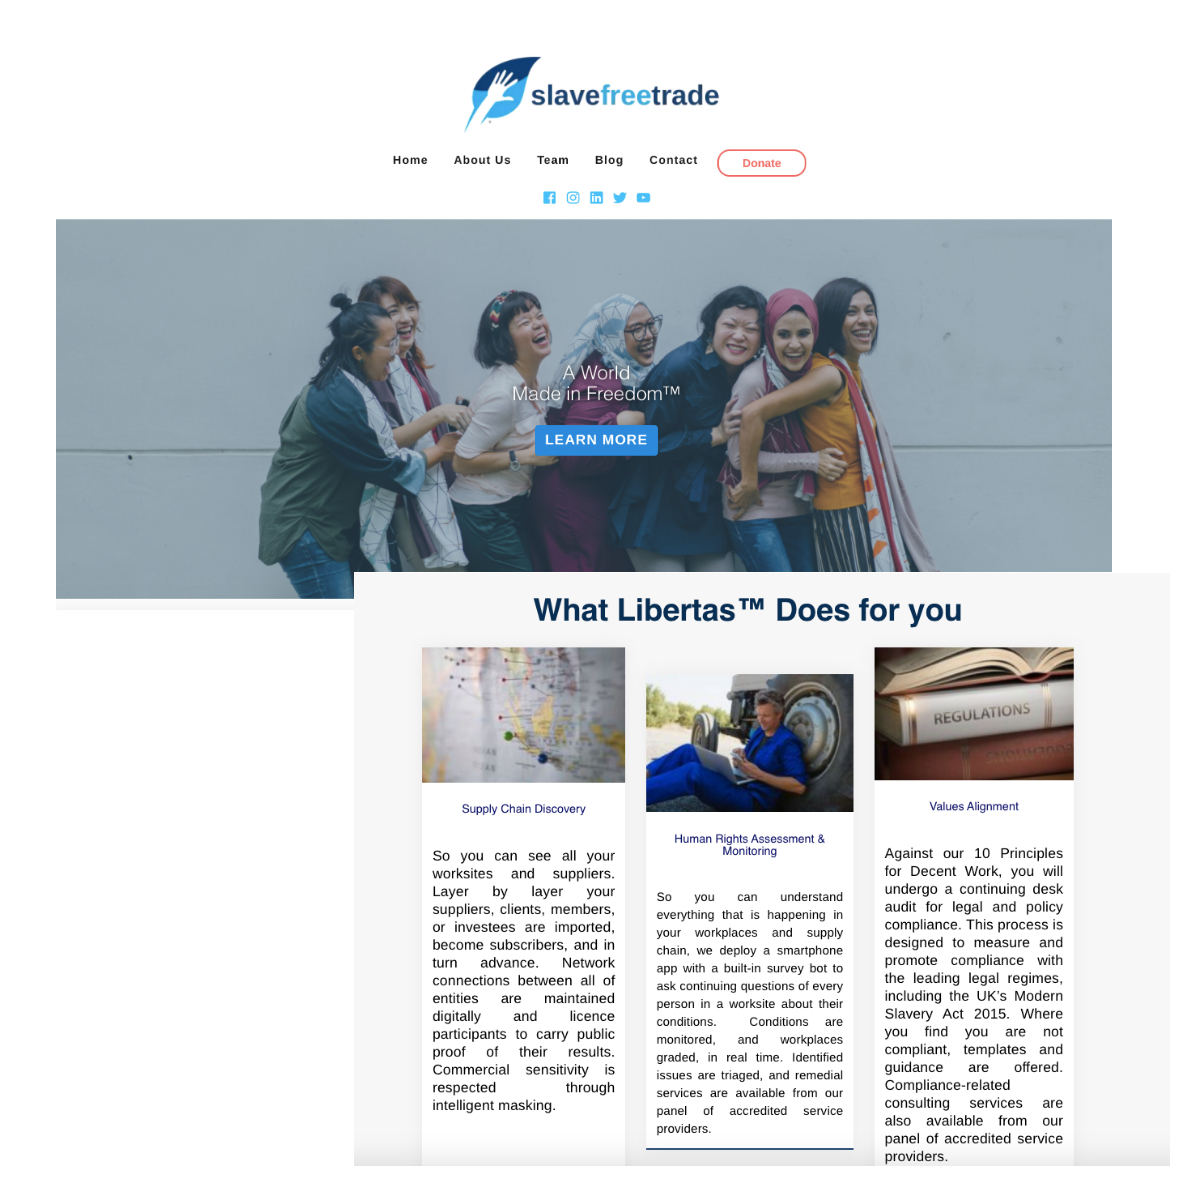 slavefreetrade
Home About Us Team Blog Contact Donate
A World
Made in Freedom™
LEARN MORE
What Libertas™ Does for you
Supply Chain Discovery
So you can see all your
worksites and suppliers.
Layer by layer your
suppliers, clients, members,
or investees are imported,
become subscribers, and in
turn advance. Network
connections between all of
entities are maintained
digitally and licence
participants to carry public
proof of their results.
Commercial sensitivity is
respected through
intelligent masking.
Human Rights Assessment &
Monitoring
So you can understand
everything that is happening in
your workplaces and supply
chain, we deploy a smartphone
app with a built-in survey bot to
ask continuing questions of every
person in a worksite about their
conditions. Conditions are
monitored, and workplaces
graded, in real time. Identified
issues are triaged, and remedial
services are available from our
panel of accredited service
providers.
REGULATIONS
Values Alignment
Against our 10 Principles
for Decent Work, you will
undergo a continuing desk
audit for legal and policy
compliance. This process is
designed to measure and
promote compliance with
the leading legal regimes,
including the UK's Modern
Slavery Act 2015. Where
you find you are not
compliant, templates and
guidance are offered.
Compliance-related
consulting services are
also available from our
panel of accredited service
providers.